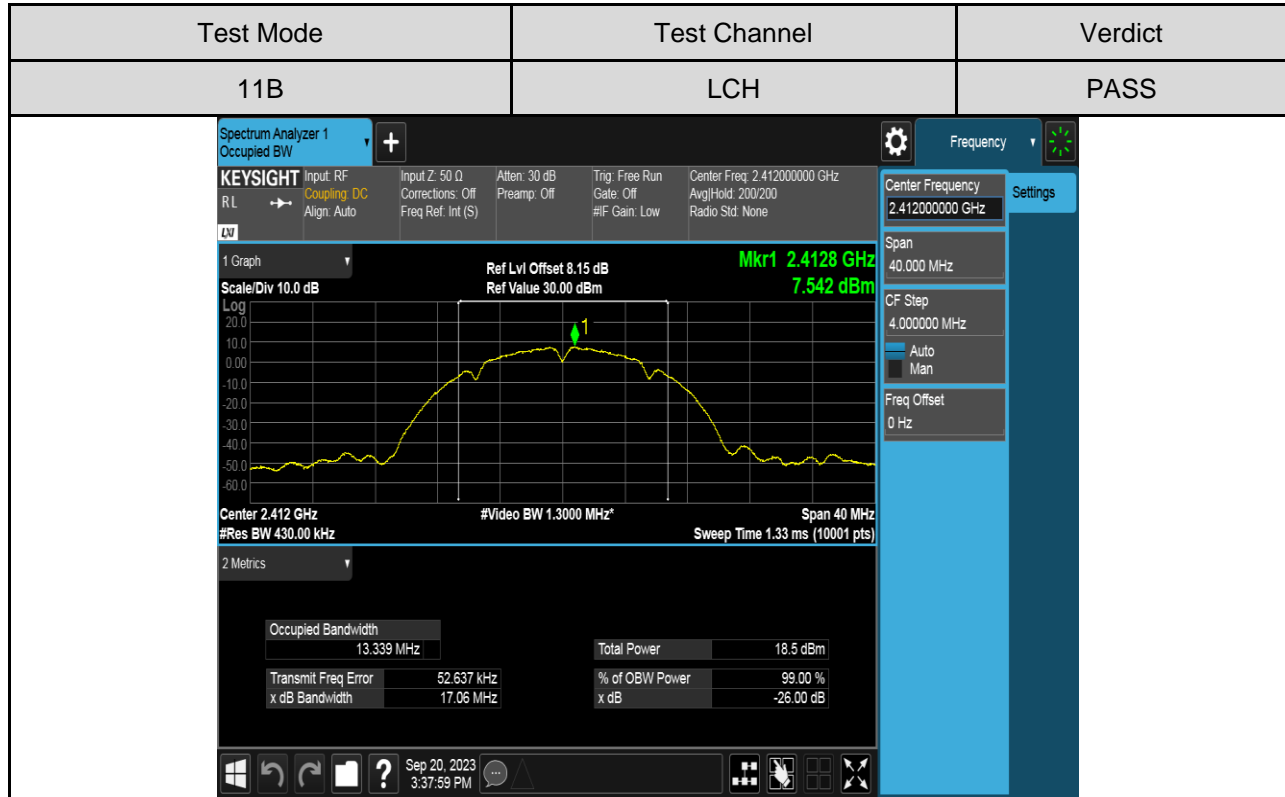 Test Mode Test Channel Verdict
11B LCH PASS
Spectrum Analyzer 1
Occupied BW
+
Frequency
KEYSIGHT
RL
LXI
Input: RF
Coupling: DC
Align: Auto
Input Z: 50 Ω
Corrections: Off
Freq Ref: Int (S)
Atten: 30 dB
Preamp: Off
Trig: Free Run
Gate: Off
#IF Gain: Low
Center Freq: 2.412000000 GHz
Avg|Hold: 200/200
Radio Std: None
Center Frequency
2.412000000 GHz
Settings
Span
40.000 MHz
CF Step
4.000000 MHz
Auto
Man
Freq Offset
0 Hz
1 Graph
Scale/Div 10.0 dB
Ref Lvl Offset 8.15 dB
Ref Value 30.00 dBm
Mkr1 2.4128 GHz
7.542 dBm
Log
20.0
10.0
0.00
-10.0
-20.0
-30.0
-40.0
-50.0
-60.0
1
Center 2.412 GHz #Video BW 1.3000 MHz* Span 40 MHz
#Res BW 430.00 kHz Sweep Time 1.33 ms (10001 pts)
2 Metrics
Occupied Bandwidth
13.339 MHz
Total Power 18.5 dBm
Transmit Freq Error 52.637 kHz % of OBW Power 99.00 %
x dB Bandwidth 17.06 MHz x dB -26.00 dB
?
Sep 20, 2023
3:37:59 PM